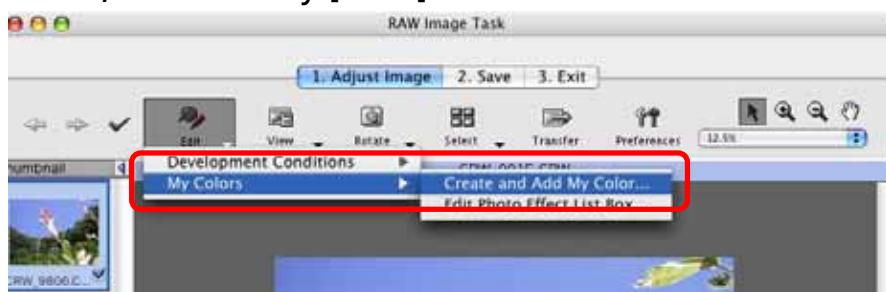 RAW Image Task
1. Adjust Image 2. Save 3. Exit
Edit View Rotate Select Transfer Preferences 12.5%
Thumbnail
Development Conditions
My Colors
Create and Add My Color...
Edit Photo Effect List Box
CRW_9806.C...